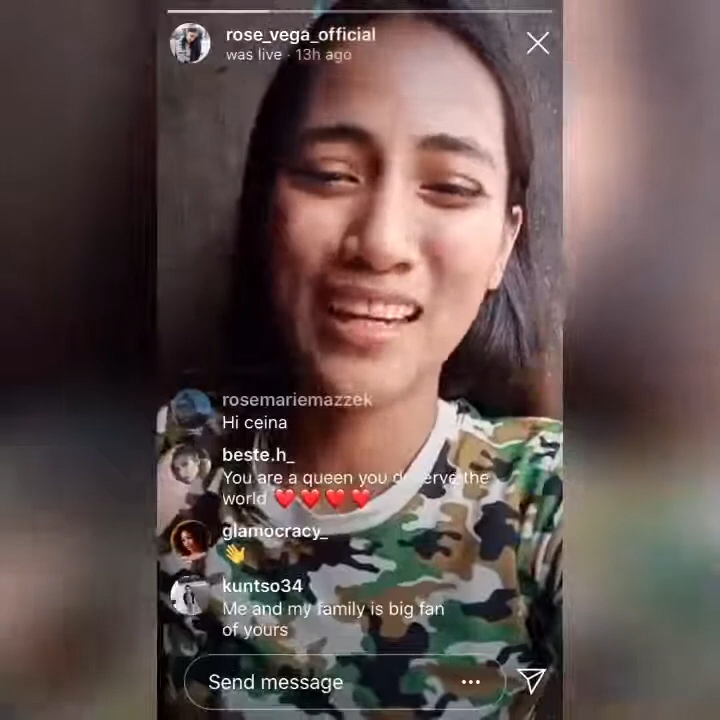 rose_vega_official
was live · 13h ago
rosemariemazzek
Hi ceina
beste.h_
You are a queen you deserve the
world ❤️❤️❤️❤️
glamocracy_
👋
kuntso34
Me and my family is big fan
of yours
Send message